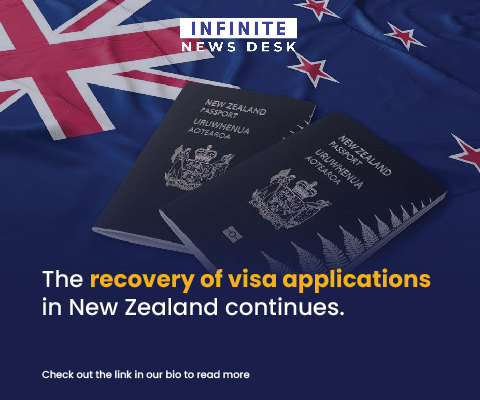 INFINITE
NEWS DESK
NEW ZEALAND
PASSPORT
URUWHENUA
AOTEAROA
NEW ZEALAND
PASSPORT
URUWHENUA
AOTEAROA
The recovery of visa applications
in New Zealand continues.
Check out the link in our bio to read more